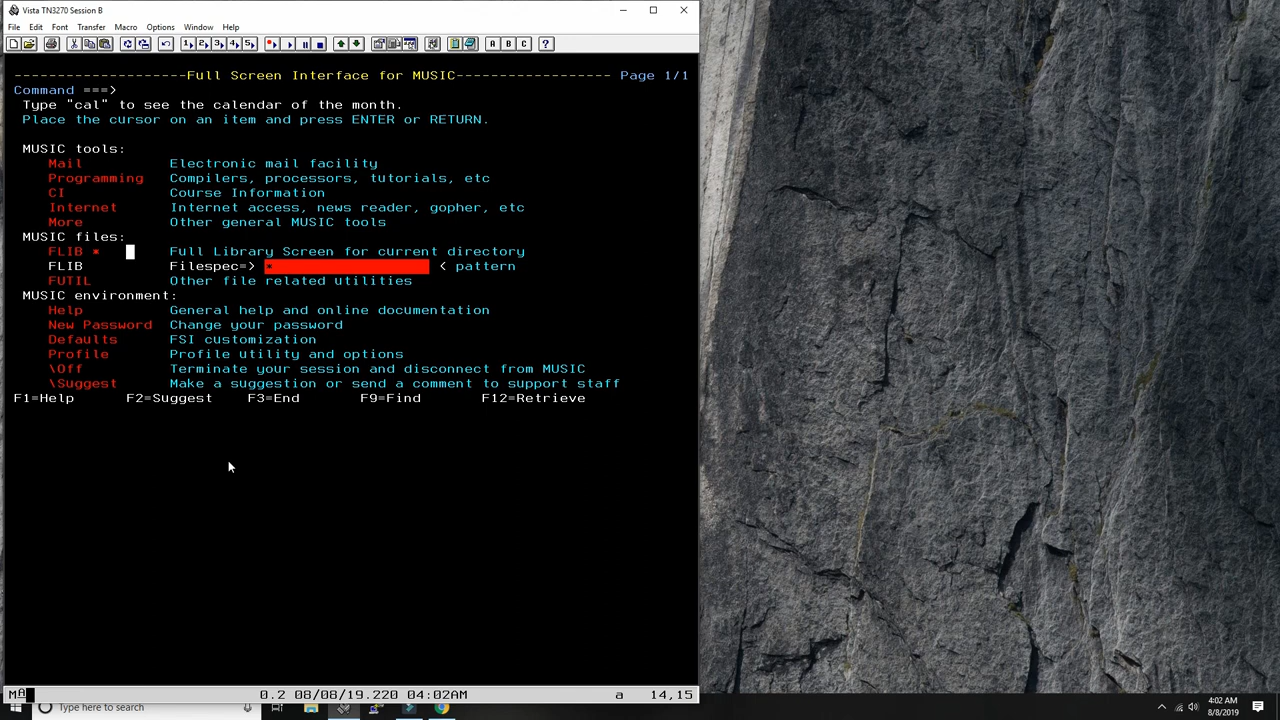 Vista TN3270 Session B
File Edit Font Transfer Macro Options Window Help
1 2 3 4 5 A B C ?
--------------------Full Screen Interface for MUSIC------------------ Page 1/1
Command ===>
Type "cal" to see the calendar of the month.
Place the cursor on an item and press ENTER or RETURN.
MUSIC tools:
Mail Electronic mail facility
Programming Compilers, processors, tutorials, etc
CI Course Information
Internet Internet access, news reader, gopher, etc
More Other general MUSIC tools
MUSIC files:
FLIB * Full Library Screen for current directory
FLIB Filespec=> * < pattern
FUTIL Other file related utilities
MUSIC environment:
Help General help and online documentation
New Password Change your password
Defaults FSI customization
Profile Profile utility and options
\Off Terminate your session and disconnect from MUSIC
\Suggest Make a suggestion or send a comment to support staff
F1=Help F2=Suggest F3=End F9=Find F12=Retrieve
MA 0.2 08/08/19.220 04:02AM a 14,15
Type here to search
4:02 AM
8/8/2019